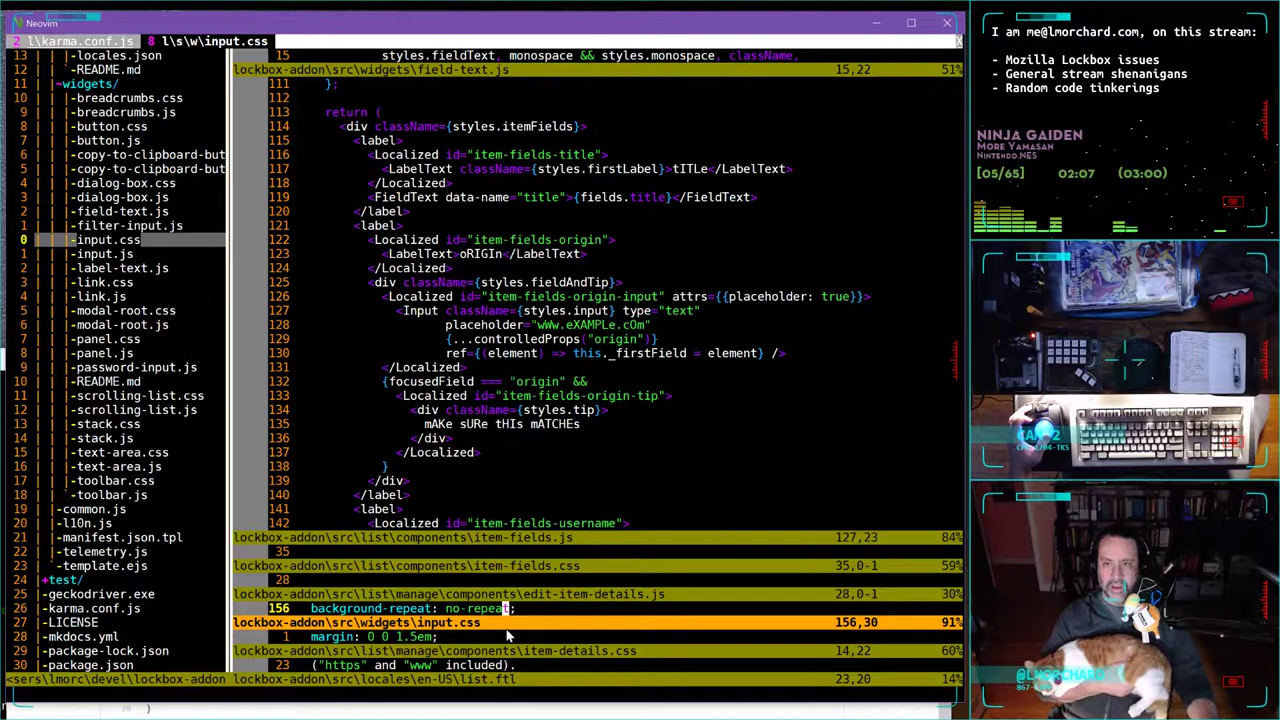 Neovim
2 l\karma.conf.js 8 l\s\w\input.css X
13 | | |-locales.json
12 | | `-README.md
11 | |~widgets/
10 | | |-breadcrumbs.css
9 | | |-breadcrumbs.js
8 | | |-button.css
7 | | |-button.js
6 | | |-copy-to-clipboard-but
5 | | |-copy-to-clipboard-but
4 | | |-dialog-box.css
3 | | |-dialog-box.js
2 | | |-field-text.js
1 | | |-filter-input.js
0 | | |-input.css
1 | | |-input.js
2 | | |-label-text.js
3 | | |-link.css
4 | | |-link.js
5 | | |-modal-root.css
6 | | |-modal-root.js
7 | | |-panel.css
8 | | |-panel.js
9 | | |-password-input.js
10 | | |-README.md
11 | | |-scrolling-list.css
12 | | |-scrolling-list.js
13 | | |-stack.css
14 | | |-stack.js
15 | | |-text-area.css
16 | | |-text-area.js
17 | | |-toolbar.css
18 | | `-toolbar.js
19 | |-common.js
20 | |-l10n.js
21 | |-manifest.json.tpl
22 | |-telemetry.js
23 | `-template.ejs
24 |+test/
25 |-geckodriver.exe
26 |-karma.conf.js
27 |-LICENSE
28 |-mkdocs.yml
29 |-package-lock.json
30 |-package.json
<sers\lmorc\devel\lockbox-addon
15 styles.fieldText, monospace && styles.monospace, className,
lockbox-addon\src\widgets\field-text.js 15,22 51%
111 };
112
113 return (
114 <div className={styles.itemFields}>
115 <label>
116 <Localized id="item-fields-title">
117 <LabelText className={styles.firstLabel}>tITLe</LabelText>
118 </Localized>
119 <FieldText data-name="title">{fields.title}</FieldText>
120 </label>
121 <label>
122 <Localized id="item-fields-origin">
123 <LabelText>oRIGIn</LabelText>
124 </Localized>
125 <div className={styles.fieldAndTip}>
126 <Localized id="item-fields-origin-input" attrs={{placeholder: true}}>
127 <Input className={styles.input} type="text"
128 placeholder="wWw.eXAMPLe.cOm"
129 {...controlledProps("origin")}
130 ref={(element) => this._firstField = element} />
131 </Localized>
132 {focusedField === "origin" &&
133 <Localized id="item-fields-origin-tip">
134 <div className={styles.tip}>
135 mAKe sURe tHIs mATCHEs
136 </div>
137 </Localized>
138 }
139 </div>
140 </label>
141 <label>
142 <Localized id="item-fields-username">
lockbox-addon\src\list\components\item-fields.js 127,23 84%
35
lockbox-addon\src\list\components\item-fields.css 35,0-1 59%
28
lockbox-addon\src\list\manage\components\edit-item-details.js 28,0-1 30%
156 background-repeat: no-repeat;
lockbox-addon\src\widgets\input.css 156,30 91%
1 margin: 0 0 1.5em;
lockbox-addon\src\list\manage\components\item-details.css 14,22 60%
23 ("https" and "www" included).
lockbox-addon\src\locales\en-US\list.ftl 23,20 14%
38 )
I am me@lmorchard.com, on this stream:
- Mozilla Lockbox issues
- General stream shenanigans
- Random code tinkerings
NINJA GAIDEN
MORE YAMASAN
NINTENDO.NES
[05/65] 02:07 (03:00)
@LMORCHARD